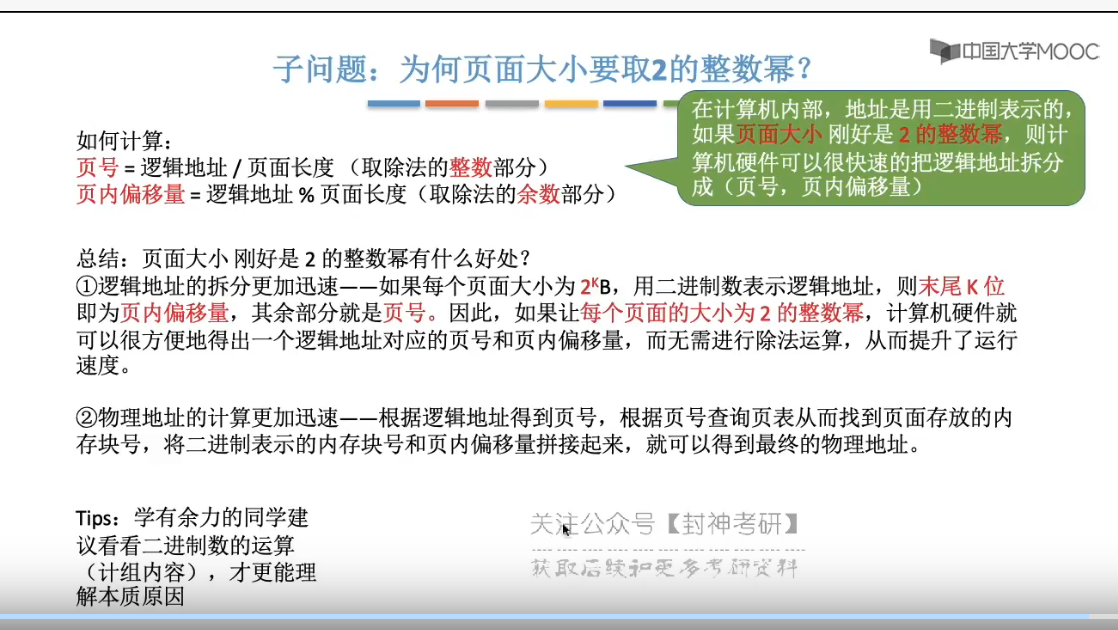 中国大学MOOC
子问题：为何页面大小要取2的整数幂？
在计算机内部，地址是用二进制表示的，
如果页面大小 刚好是 2 的整数幂，则计
算机硬件可以很快速的把逻辑地址拆分
成（页号，页内偏移量）
如何计算：
页号 = 逻辑地址 / 页面长度 （取除法的整数部分）
页内偏移量 = 逻辑地址 % 页面长度（取除法的余数部分）
总结：页面大小 刚好是 2 的整数幂有什么好处？
①逻辑地址的拆分更加迅速——如果每个页面大小为 2ᴷB，用二进制数表示逻辑地址，则末尾 K 位
即为页内偏移量，其余部分就是页号。因此，如果让每个页面的大小为 2 的整数幂，计算机硬件就
可以很方便地得出一个逻辑地址对应的页号和页内偏移量，而无需进行除法运算，从而提升了运行
速度。
②物理地址的计算更加迅速——根据逻辑地址得到页号，根据页号查询页表从而找到页面存放的内
存块号，将二进制表示的内存块号和页内偏移量拼接起来，就可以得到最终的物理地址。
Tips：学有余力的同学建
议看看二进制数的运算
（计组内容），才更能理
解本质原因
关注公众号【封神考研】
获取后续和更多考研资料